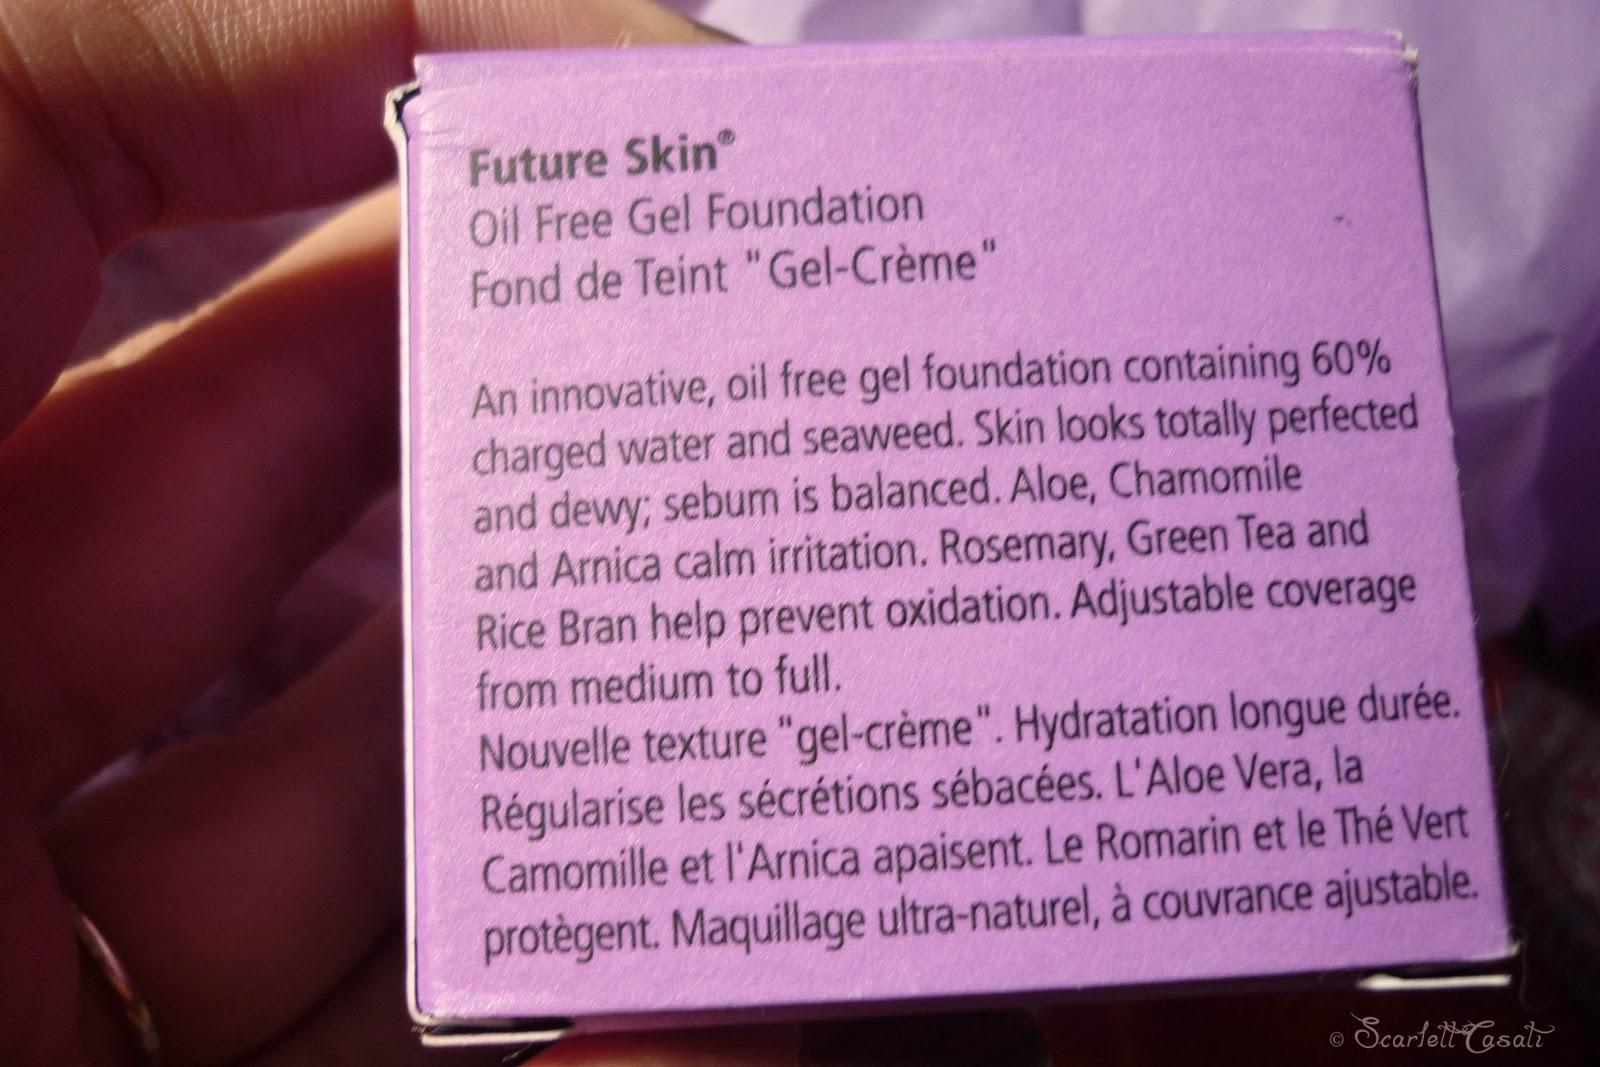 Future Skin®
Oil Free Gel Foundation
Fond de Teint "Gel-Crème"
An innovative, oil free gel foundation containing 60%
charged water and seaweed. Skin looks totally perfected
and dewy; sebum is balanced. Aloe, Chamomile
and Arnica calm irritation. Rosemary, Green Tea and
Rice Bran help prevent oxidation. Adjustable coverage
from medium to full.
Nouvelle texture "gel-crème". Hydratation longue durée.
Régularise les sécrétions sébacées. L'Aloe Vera, la
Camomille et l'Arnica apaisent. Le Romarin et le Thé Vert
protègent. Maquillage ultra-naturel, à couvrance ajustable.
© Scarlett Casati